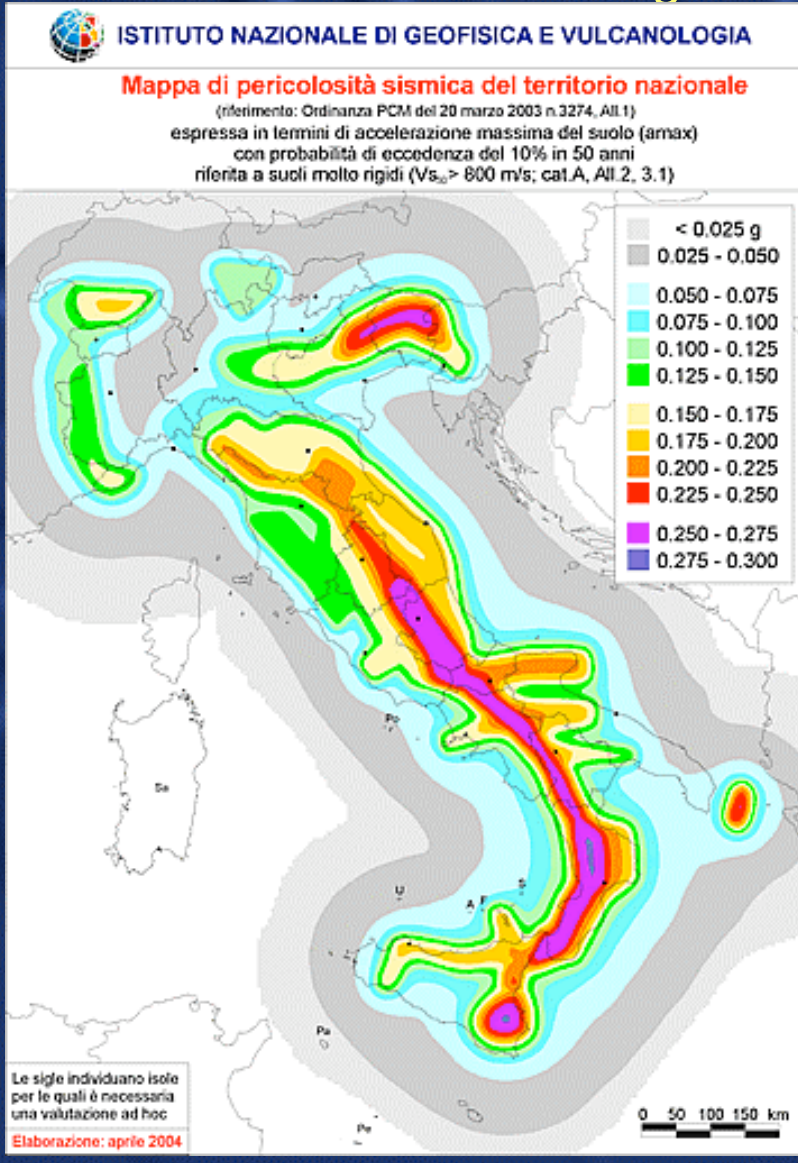 ISTITUTO NAZIONALE DI GEOFISICA E VULCANOLOGIA
Mappa di pericolosità sismica del territorio nazionale
(riferimento: Ordinanza PCM del 20 marzo 2003 n.3274, All.1)
espressa in termini di accelerazione massima del suolo (amax)
con probabilità di eccedenza del 10% in 50 anni
riferita a suoli molto rigidi (Vs₃₀> 800 m/s; cat.A, All.2, 3.1)
< 0.025 g
0.025 - 0.050
0.050 - 0.075
0.075 - 0.100
0.100 - 0.125
0.125 - 0.150
0.150 - 0.175
0.175 - 0.200
0.200 - 0.225
0.225 - 0.250
0.250 - 0.275
0.275 - 0.300
Po
Sa
U
A
S
Pa
Pe
Le sigle individuano isole
per le quali è necessaria
una valutazione ad hoc
Elaborazione: aprile 2004
0 50 100 150 km